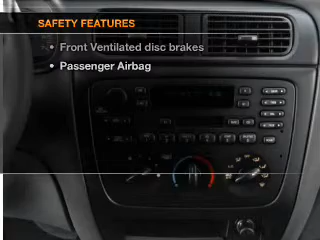 SAFETY FEATURES
• Front Ventilated disc brakes
• Passenger Airbag